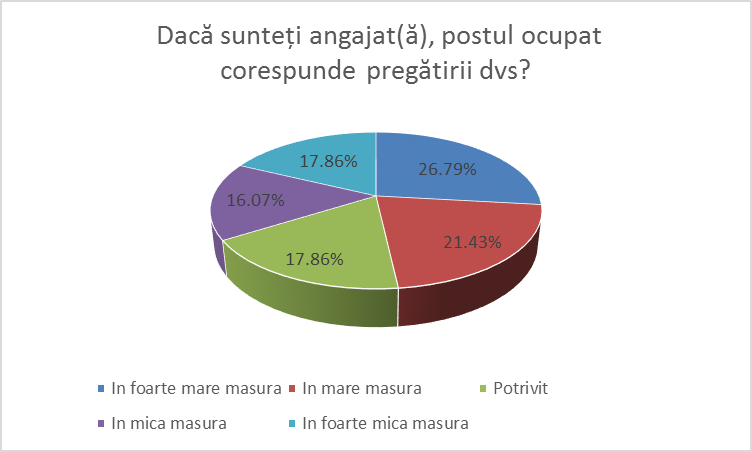 Dacă sunteți angajat(ă), postul ocupat
corespunde pregătirii dvs?
17.86%
26.79%
16.07%
21.43%
17.86%
In foarte mare masura In mare masura Potrivit
In mica masura In foarte mica masura